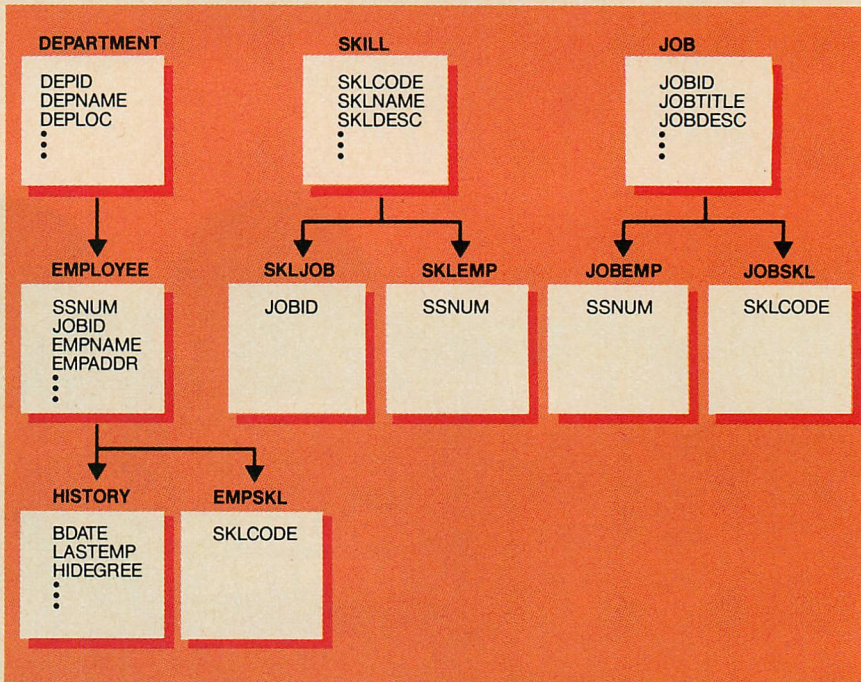 DEPARTMENT
DEPID
DEPNAME
DEPLOC
SKILL
SKLCODE
SKLNAME
SKLDESC
JOB
JOBID
JOBTITLE
JOBDESC
EMPLOYEE
SSNUM
JOBID
EMPNAME
EMPADDR
SKLJOB
JOBID
SKLEMP
SSNUM
JOBEMP
SSNUM
JOBSKL
SKLCODE
HISTORY
BDATE
LASTEMP
HIDEGREE
EMPSKL
SKLCODE